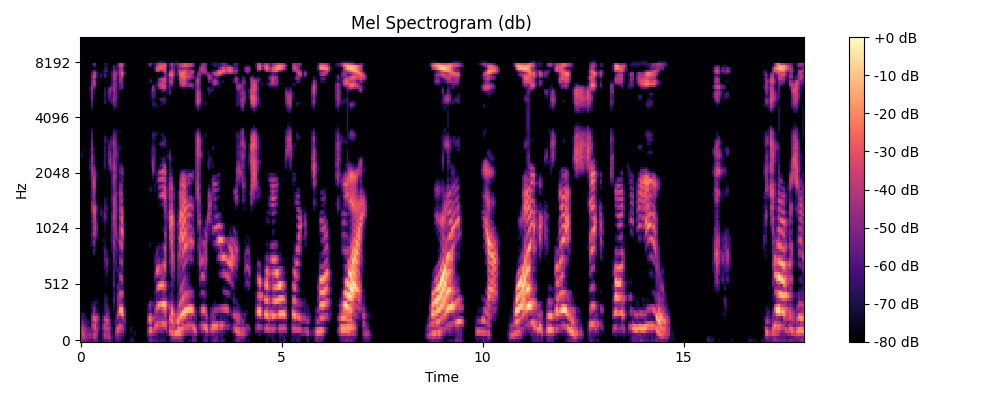 Mel Spectrogram (db)
+0 dB
8192
-10 dB
4096
-20 dB
2048
-30 dB
Hz
-40 dB
1024
-50 dB
512
-60 dB
-70 dB
0
-80 dB
0 5 10 15
Time